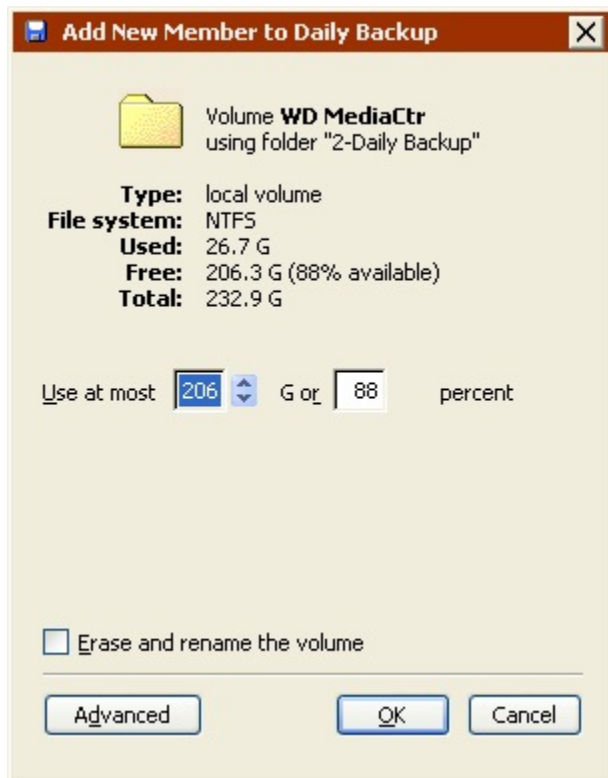 Add New Member to Daily Backup
Volume WD MediaCtr
using folder "2-Daily Backup"
Type: local volume
File system: NTFS
Used: 26.7 G
Free: 206.3 G (88% available)
Total: 232.9 G
Use at most 206 G or 88 percent
Erase and rename the volume
Advanced OK Cancel